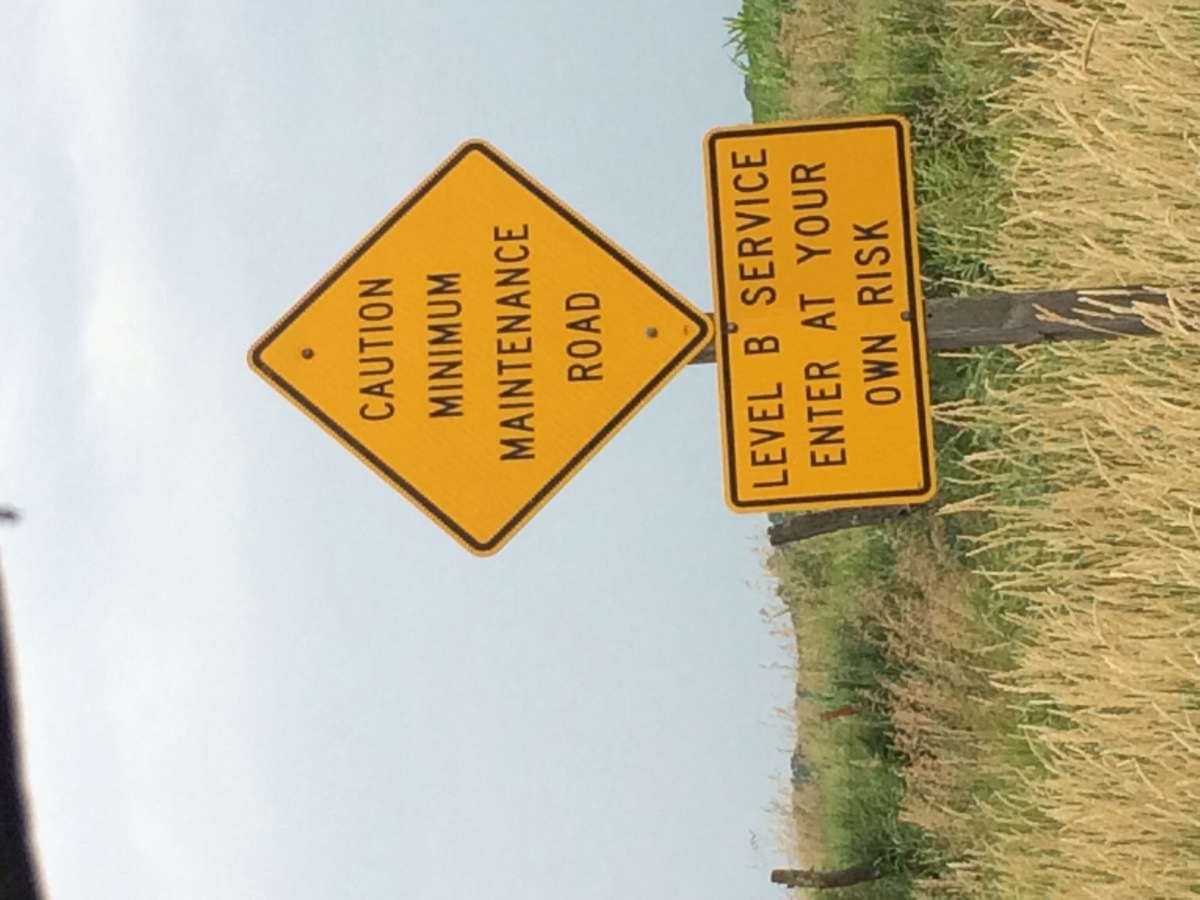 CAUTION
MINIMUM
MAINTENANCE
ROAD
LEVEL B SERVICE
ENTER AT YOUR
OWN RISK